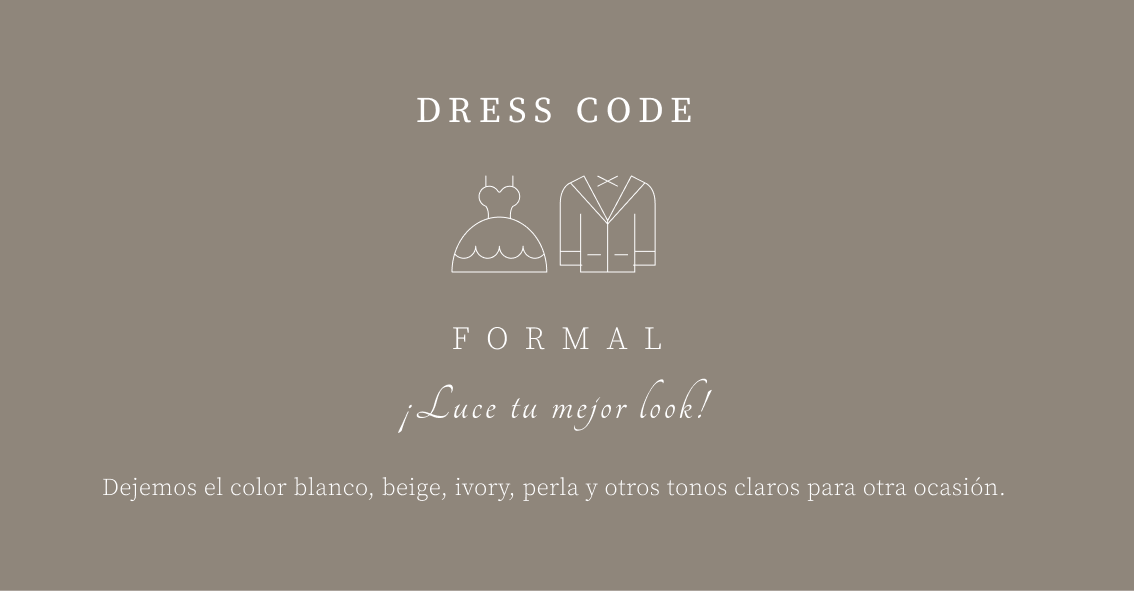 DRESS CODE
FORMAL
¡Luce tu mejor look!
Dejemos el color blanco, beige, ivory, perla y otros tonos claros para otra ocasión.